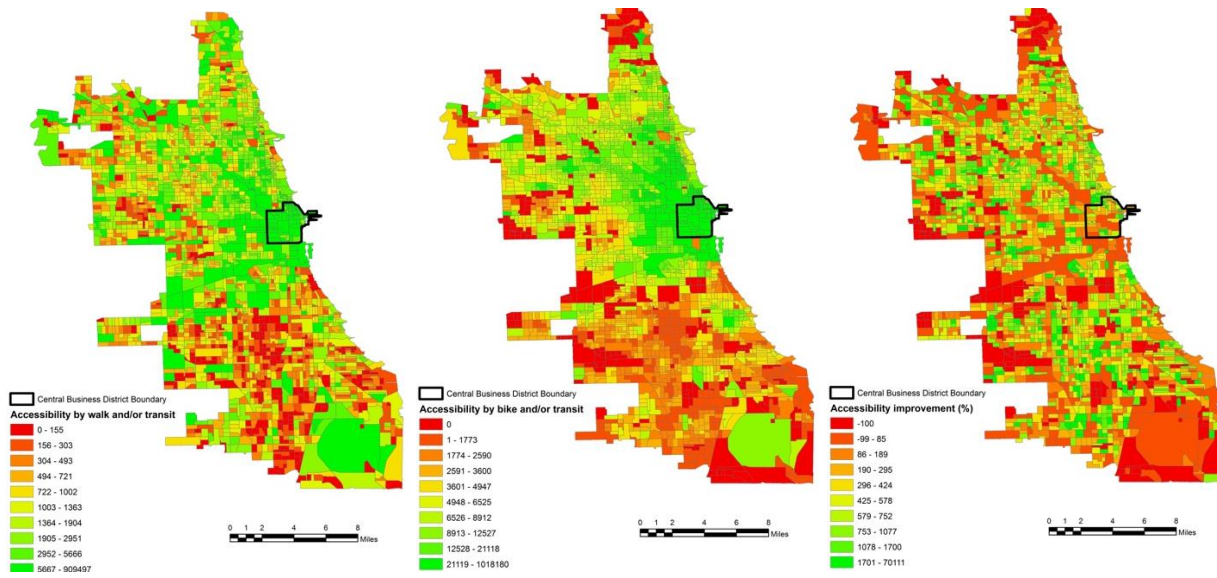 Central Business District Boundary
Accessibility by walk and/or transit
0 - 155
156 - 303
304 - 493
494 - 721
722 - 1002
1003 - 1363
1364 - 1904
1905 - 2951
2952 - 5666
5667 - 909497
0 1 2 4 6 8
Miles
Central Business District Boundary
Accessibility by bike and/or transit
0
1 - 1773
1774 - 2590
2591 - 3600
3601 - 4947
4948 - 6525
6526 - 8912
8913 - 12527
12528 - 21118
21119 - 1018180
0 1 2 4 6 8
Miles
Central Business District Boundary
Accessibility improvement (%)
-100
-99 - 85
86 - 189
190 - 295
296 - 424
425 - 578
579 - 752
753 - 1077
1078 - 1700
1701 - 70111
0 1 2 4 6 8
Miles